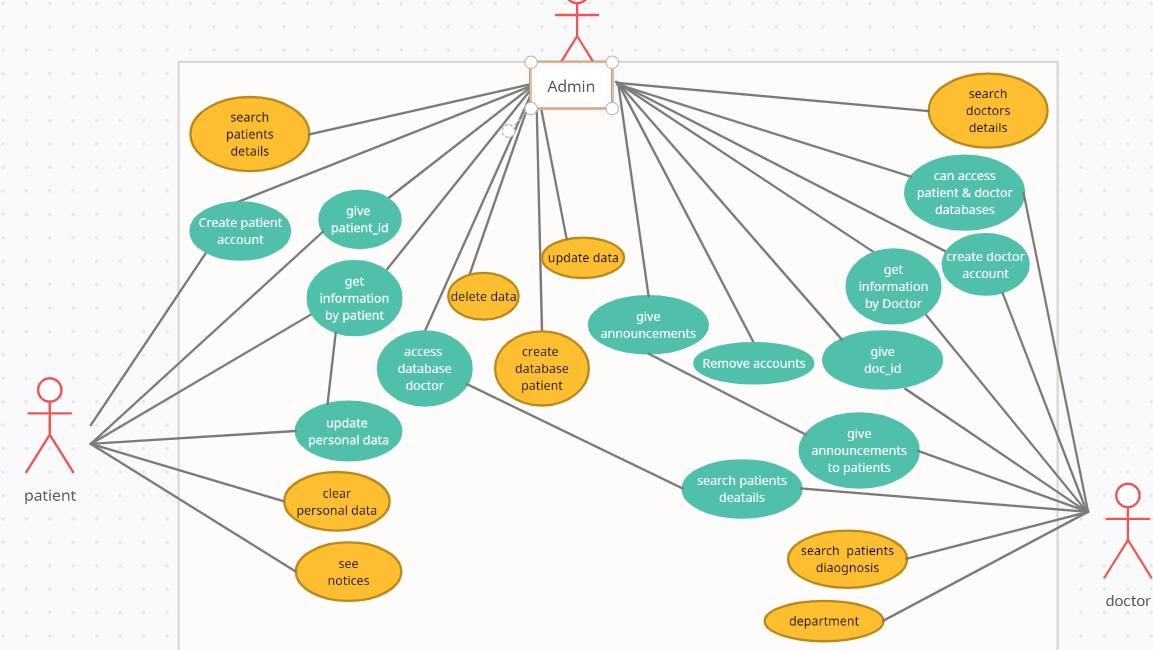 Admin
search
patients
details
search
doctors
details
can access
patient & doctor
databases
Create patient
account
give
patient_id
update data
create doctor
account
get
information
by patient
delete data
get
information
by Doctor
give
announcements
access
database
doctor
create
database
patient
Remove accounts
give
doc_id
update
personal data
give
announcements
to patients
clear
personal data
search patients
deatails
patient
see
notices
search  patients
diaognosis
doctor
department